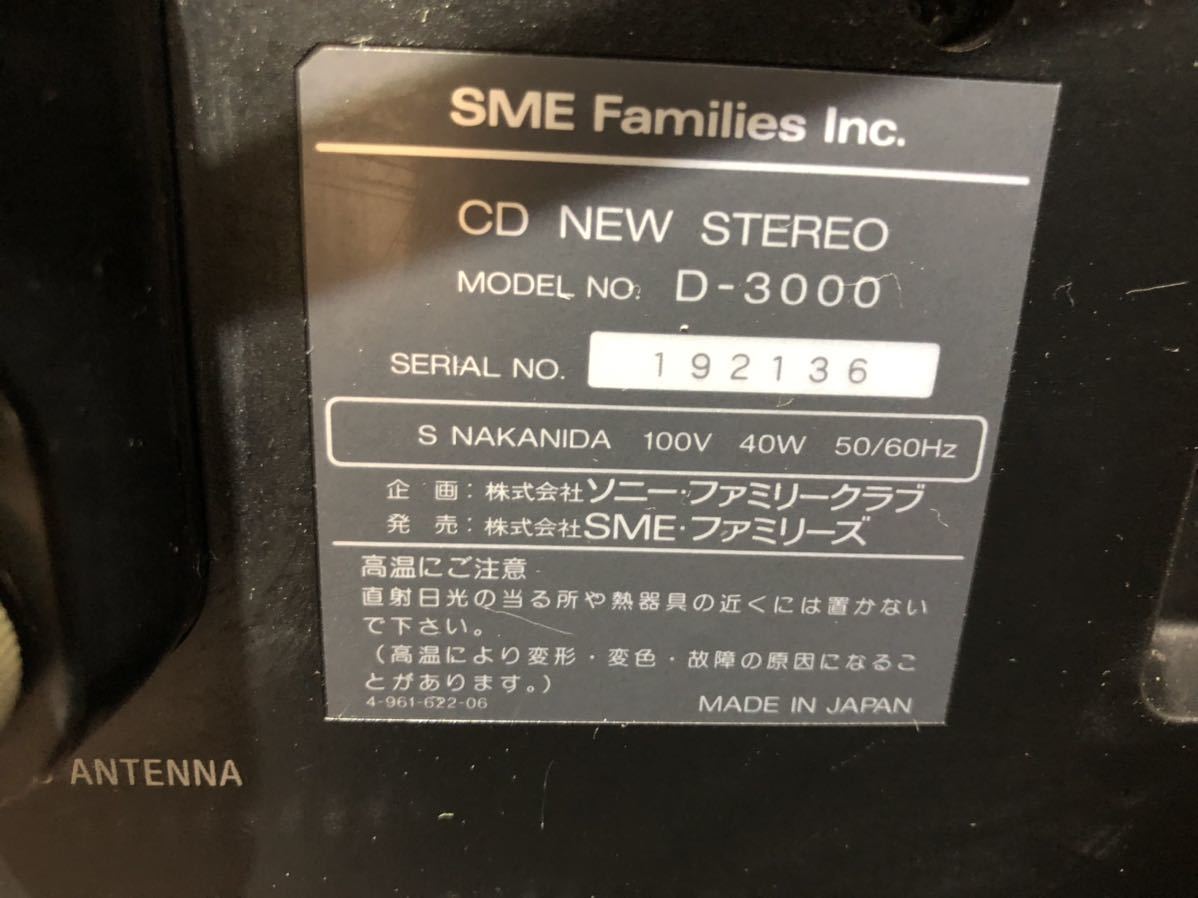 SME Families Inc.
CD NEW STEREO
MODEL NO. D-3000
SERIAL NO. 192136
S NAKANIDA 100V 40W 50/60Hz
企 画：株式会社ソニー・ファミリークラブ
発 売：株式会社SME・ファミリーズ
高温にご注意
直射日光の当る所や熱器具の近くには置かない
で下さい。
（高温により変形・変色・故障の原因になるこ
とがあります。）
4-961-622-06 MADE IN JAPAN
ANTENNA